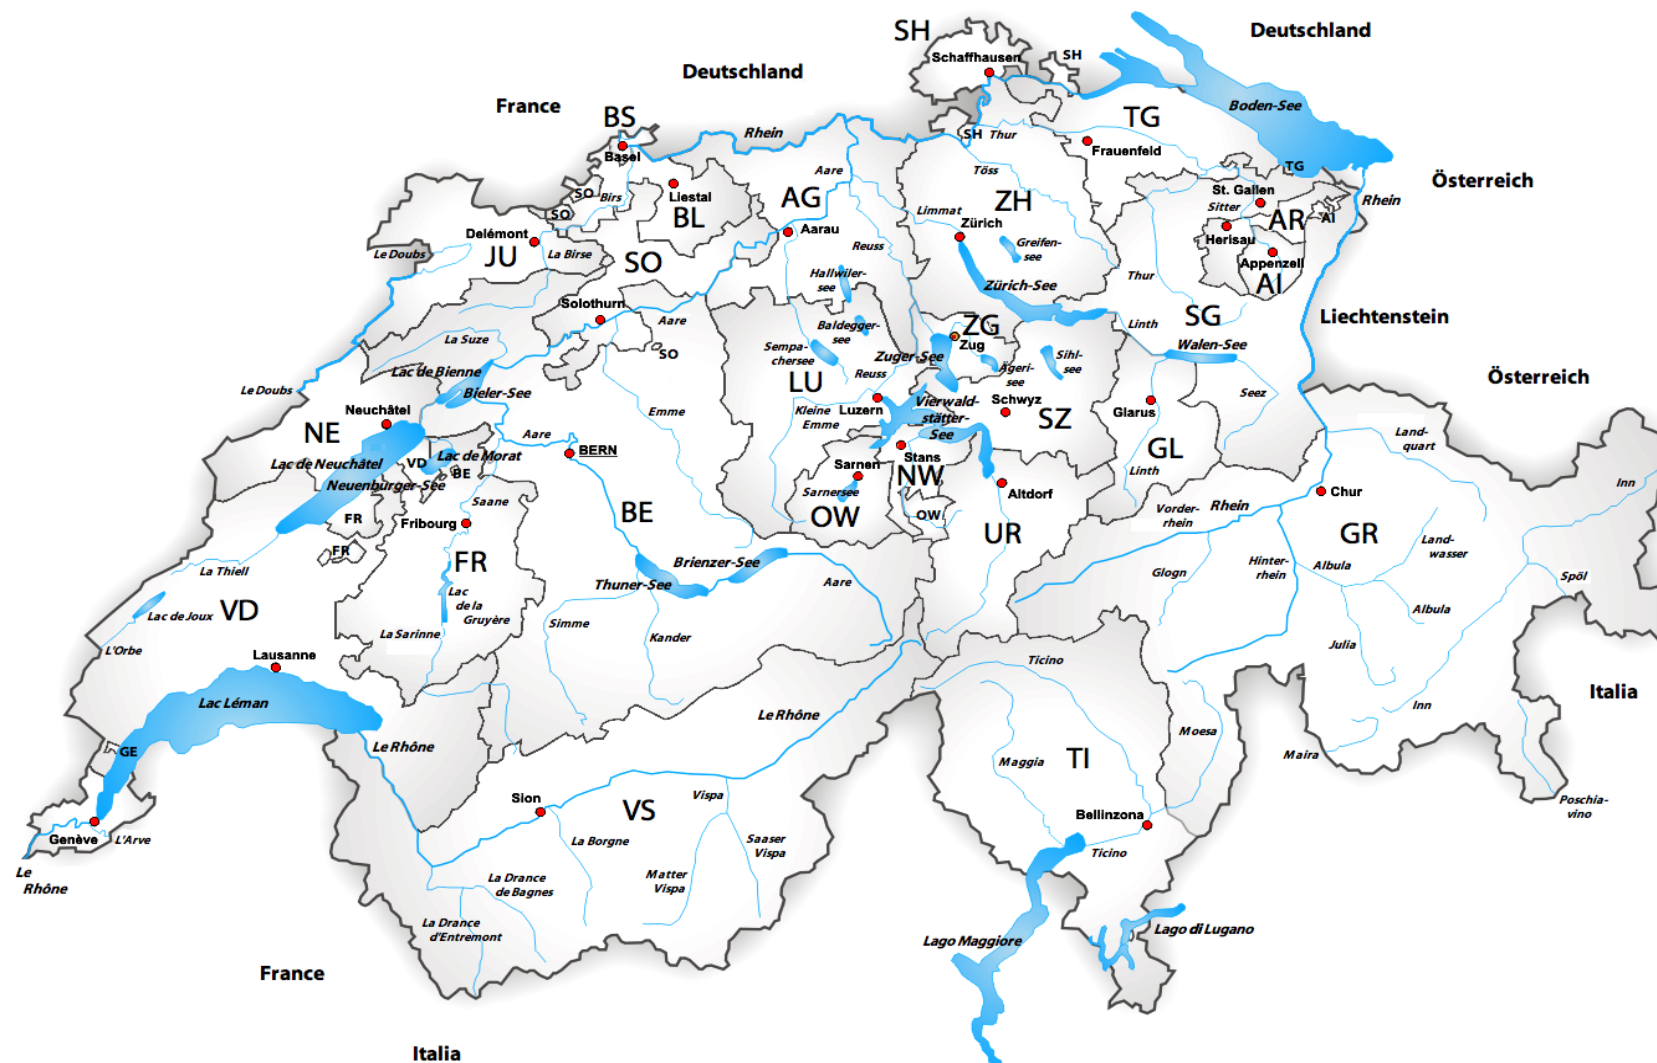 SH
Deutschland
Schaffhausen
SH
Deutschland
France
BS
Rhein
Boden-See
TG
SH
Thur
Basel
Frauenfeld
Aare
Töss
TG
Österreich
SO
Birs
Liestal
AG
ZH
St. Gallen
Rhein
SO
BL
Limmat
Sitter
AR
AI
Delémont
Aarau
Zürich
Herisau
Le Doubs
JU
La Birse
SO
Reuss
Greifen-
see
Appenzell
Hallwiler-
see
Zürich-See
Thur
AI
Solothurn
Aare
Liechtenstein
La Suze
Baldegger-
see
ZG
Zug
Linth
SG
SO
Sempa-
chersee
Zuger-See
Sihl-
see
Walen-See
Lac de Bienne
Reuss
Ägeri-
see
Österreich
Le Doubs
Bieler-See
LU
Neuchâtel
Emme
Kleine
Emme
Luzern
Vierwald-
stätter-
See
Schwyz
SZ
Glarus
Seez
NE
Aare
BERN
Land-
quart
Lac de Neuchâtel
VD
Lac de Morat
BE
Stans
GL
Neuenburger-See
Sarnen
NW
Linth
Inn
Saane
Sarnersee
Altdorf
Chur
FR
Fribourg
BE
OW
OW
Vorder-
rhein
Rhein
FR
UR
GR
Land-
wasser
La Thiell
FR
Thuner-See
Brienzer-See
Aare
Glogn
Hinter-
rhein
Albula
Spöl
Lac de Joux
VD
Lac
de la
Gruyère
Simme
Albula
L'Orbe
La Sarinne
Kander
Julia
Lausanne
Ticino
Lac Léman
Le Rhône
Inn
Italia
GE
Le Rhône
Moesa
Maira
Maggia
TI
Sion
VS
Vispa
Bellinzona
Poschia-
vino
Genève
L'Arve
La Borgne
Saaser
Vispa
Ticino
Le
Rhône
La Drance
de Bagnes
Matter
Vispa
La Drance
d'Entremont
Lago Maggiore
Lago di Lugano
France
Italia